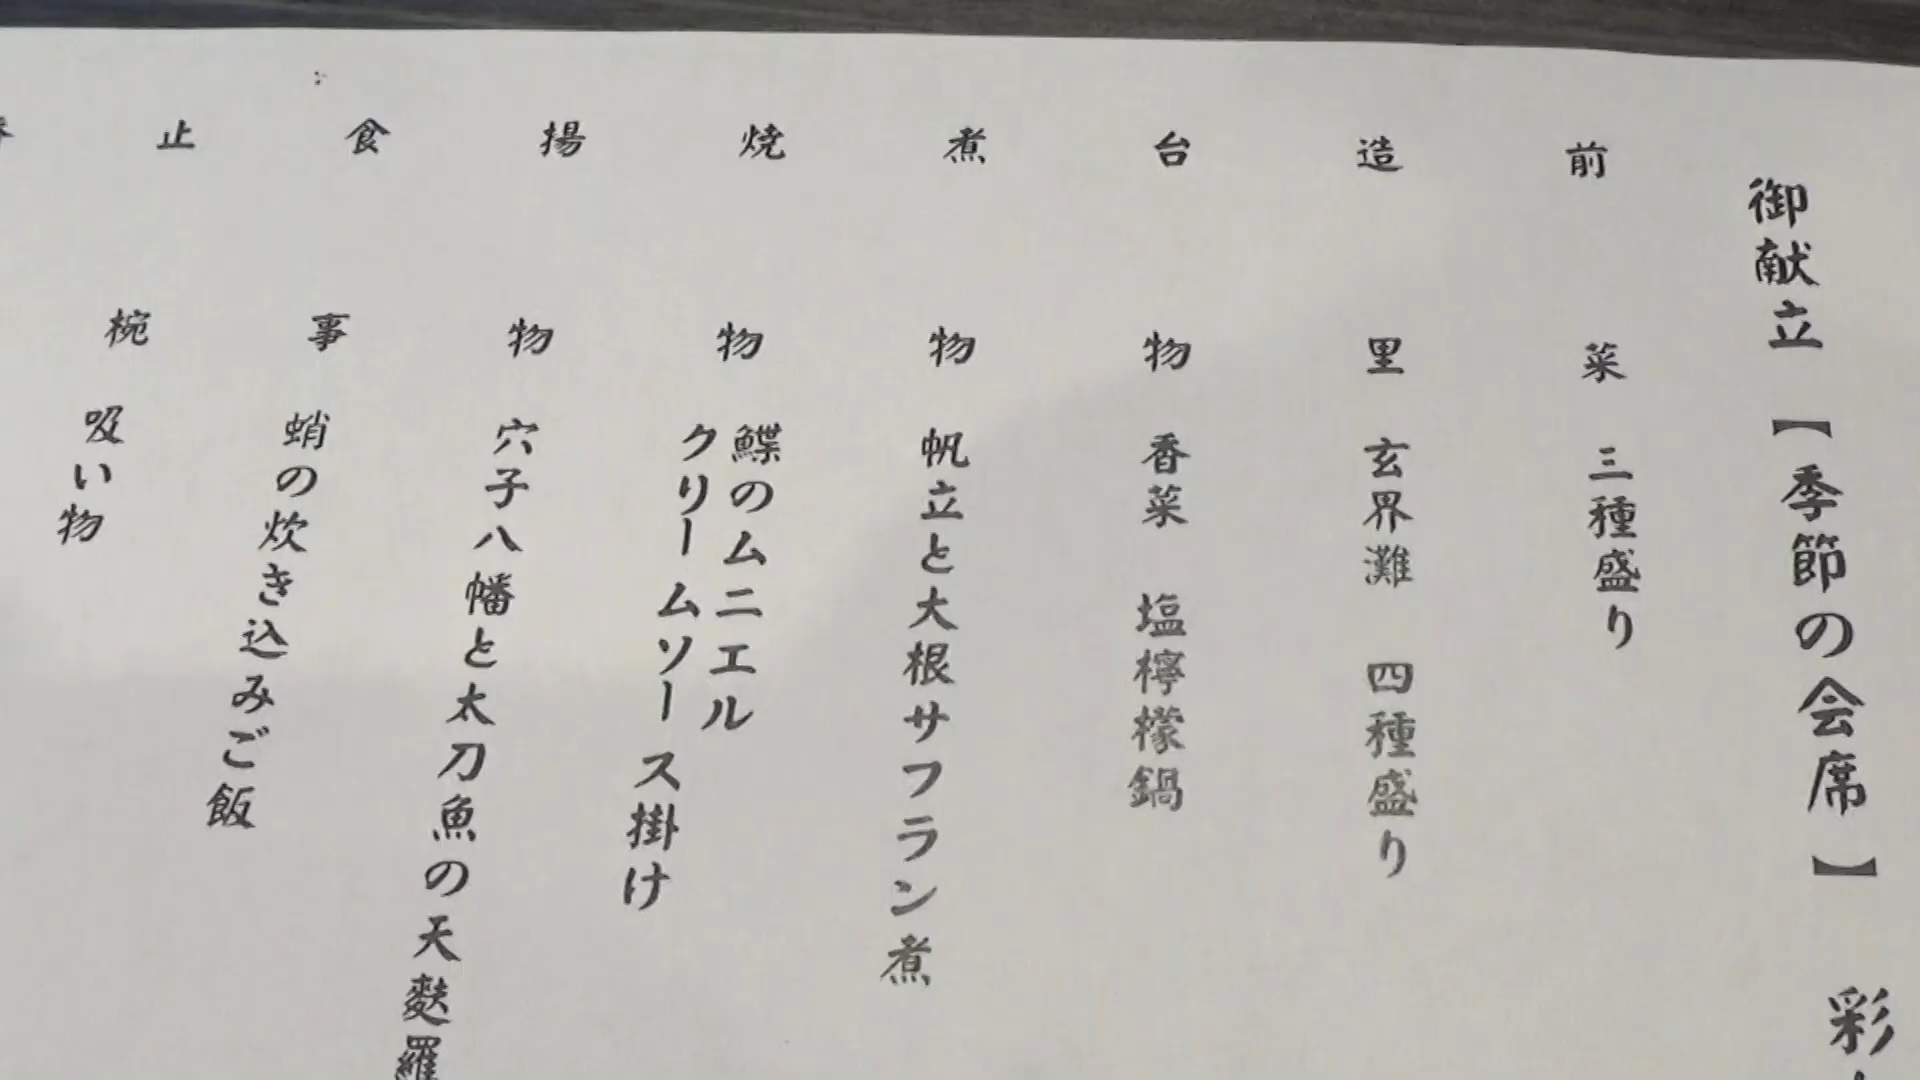 御献立【季節の会席】 彩
前菜 三種盛り
造里 玄界灘 四種盛り
台物 香菜 塩檸檬鍋
煮物 帆立と大根サフラン煮
焼物 鰈のムニエル
クリームソース掛け
揚物 穴子八幡と太刀魚の天麩羅
食事 蛸の炊き込みご飯
止椀 吸い物